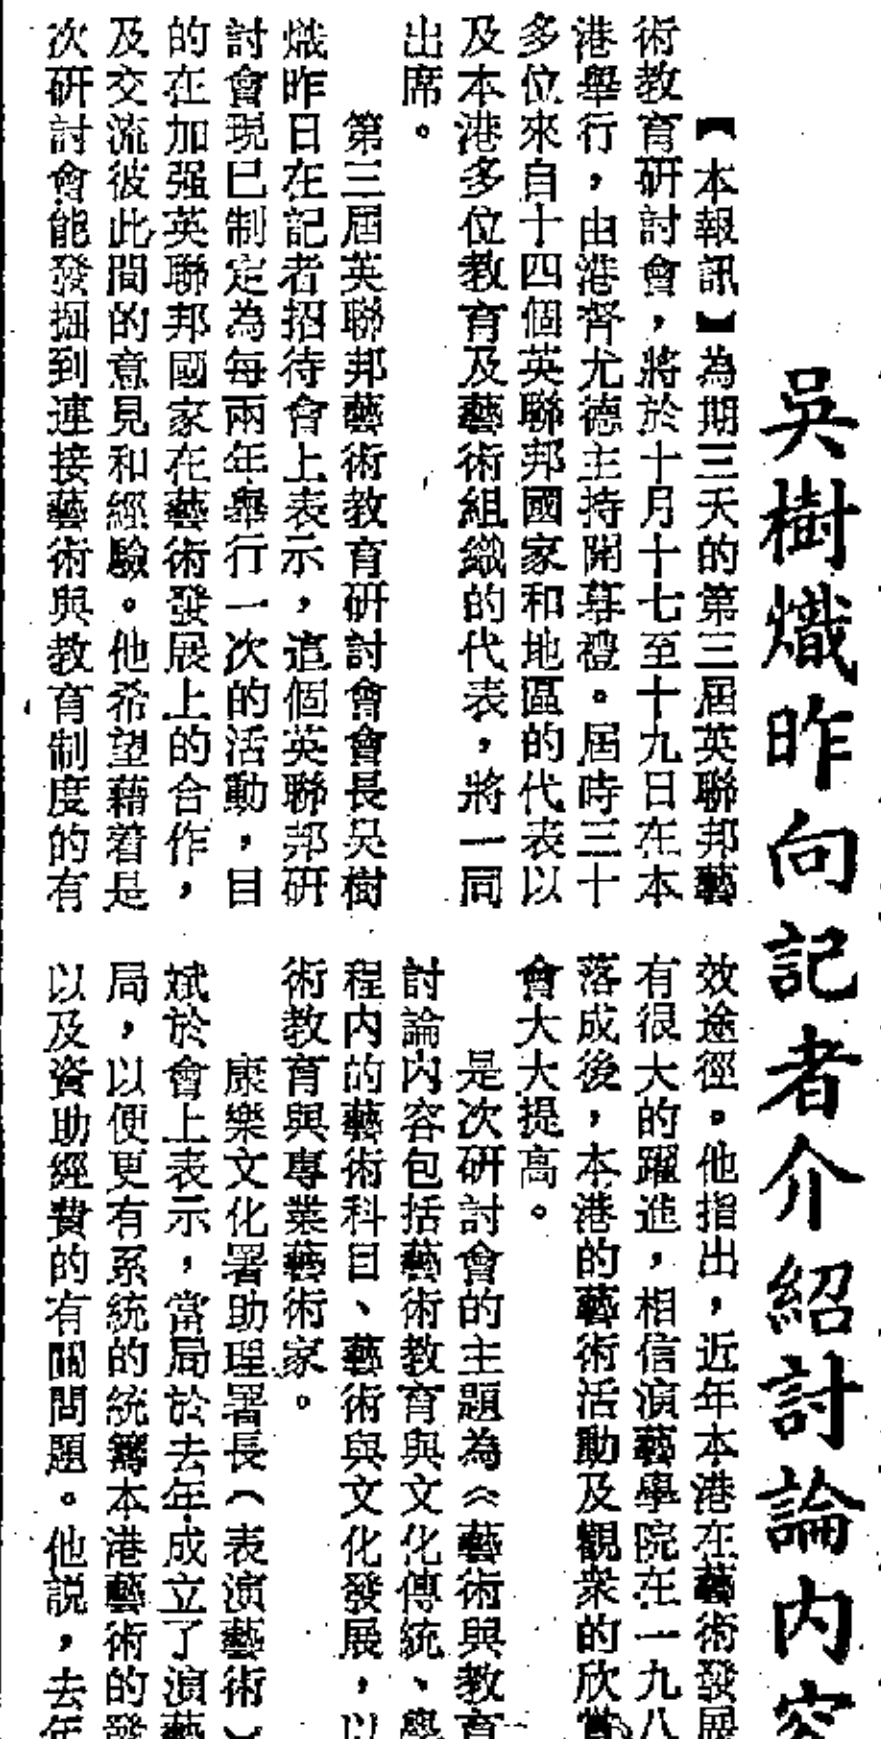 吳樹熾昨向記者介紹討論内容
【本報訊】為期三天的第三屆英聯邦藝
術教育研討會，將於十月十七至十九日在本
港舉行，由港督尤德主持開幕禮。屆時三十
多位來自十四個英聯邦國家和地區的代表以
及本港多位教育及藝術組織的代表，將一同
出席。
第三屆英聯邦藝術教育研討會會長吳樹
熾昨日在記者招待會上表示，這個英聯邦研
討會現已制定為每兩年舉行一次的活動，目
的在加强英聯邦國家在藝術發展上的合作，
及交流彼此間的意見和經驗。他希望藉着是
次研討會能發掘到連接藝術與教育制度的有
效途徑。他指出，近年本港在藝術發展
有很大的躍進，相信演藝學院在一九八
落成後，本港的藝術活動及觀衆的欣賞
會大大提高。
是次研討會的主題為《藝術與教育
討論内容包括藝術教育與文化傳統、學
程内的藝術科目、藝術與文化發展，以
術教育與專業藝術家。
康樂文化署助理署長（表演藝術）
斌於會上表示，當局於去年成立了演藝
局，以便更有系統的統籌本港藝術的發
以及資助經費的有關問題。他説，去年